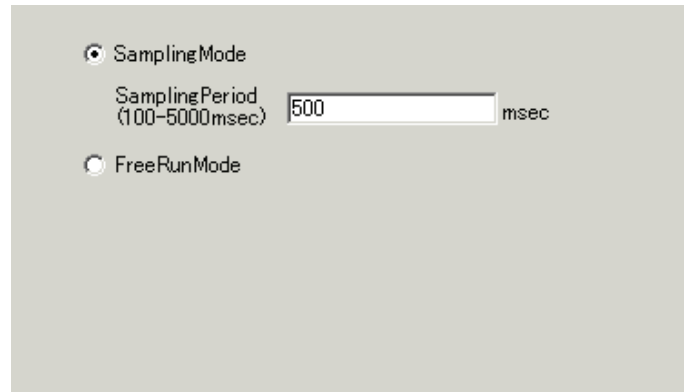 SamplingMode
SamplingPeriod
(100-5000msec) 500 msec
FreeRunMode